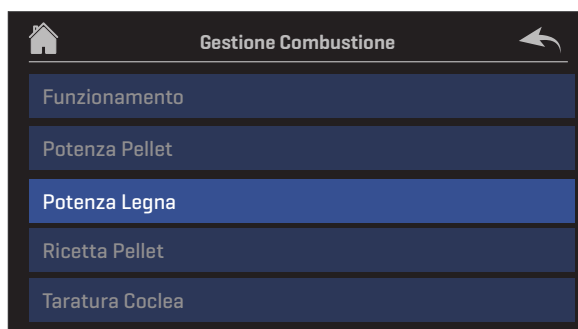 Gestione Combustione
Funzionamento
Potenza Pellet
Potenza Legna
Ricetta Pellet
Taratura Coclea